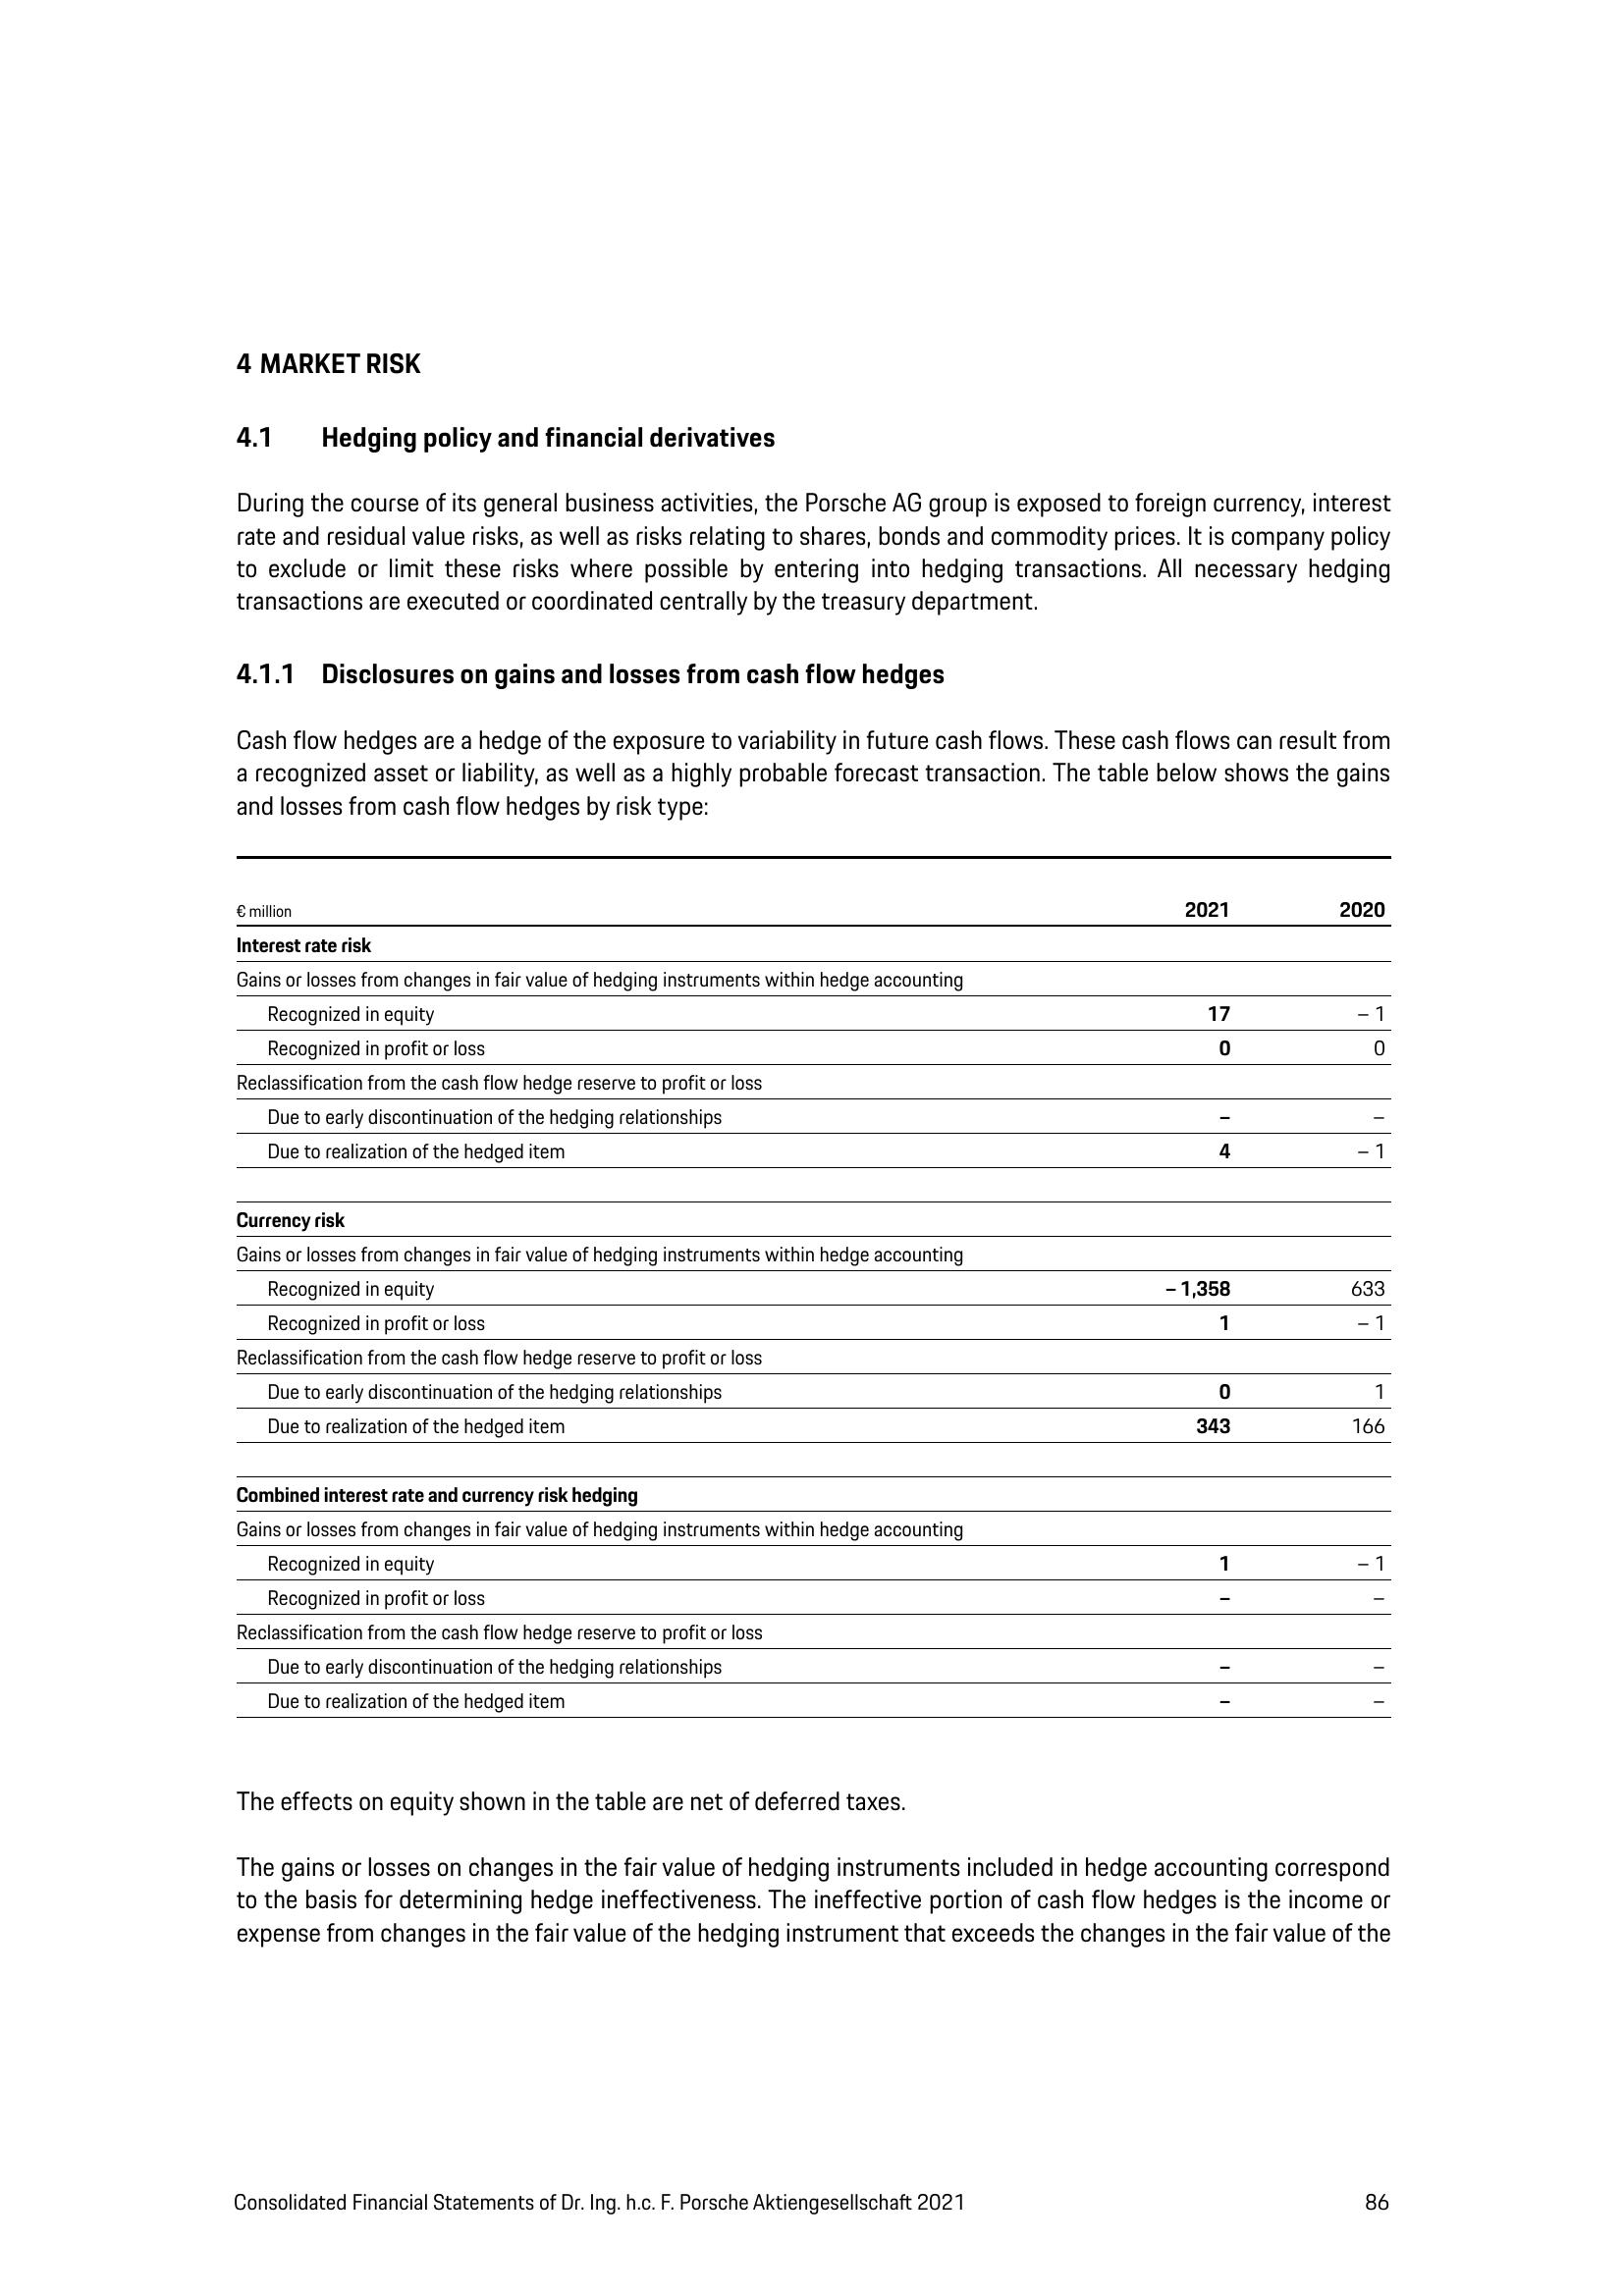 4 MARKET RISK
4.1 Hedging policy and financial derivatives
During the course of its general business activities, the Porsche AG group is exposed to foreign currency, interest
rate and residual value risks, as well as risks relating to shares, bonds and commodity prices. It is company policy
to exclude or limit these risks where possible by entering into hedging transactions. All necessary hedging
transactions are executed or coordinated centrally by the treasury department.
4.1.1 Disclosures on gains and losses from cash flow hedges
Cash flow hedges are a hedge of the exposure to variability in future cash flows. These cash flows can result from
a recognized asset or liability, as well as a highly probable forecast transaction. The table below shows the gains
and losses from cash flow hedges by risk type:
€ million 2021 2020
Interest rate risk
Gains or losses from changes in fair value of hedging instruments within hedge accounting
Recognized in equity 17 – 1
Recognized in profit or loss 0 0
Reclassification from the cash flow hedge reserve to profit or loss
Due to early discontinuation of the hedging relationships – –
Due to realization of the hedged item 4 – 1
Currency risk
Gains or losses from changes in fair value of hedging instruments within hedge accounting
Recognized in equity – 1,358 633
Recognized in profit or loss 1 – 1
Reclassification from the cash flow hedge reserve to profit or loss
Due to early discontinuation of the hedging relationships 0 1
Due to realization of the hedged item 343 166
Combined interest rate and currency risk hedging
Gains or losses from changes in fair value of hedging instruments within hedge accounting
Recognized in equity 1 – 1
Recognized in profit or loss – –
Reclassification from the cash flow hedge reserve to profit or loss
Due to early discontinuation of the hedging relationships – –
Due to realization of the hedged item – –
The effects on equity shown in the table are net of deferred taxes.
The gains or losses on changes in the fair value of hedging instruments included in hedge accounting correspond
to the basis for determining hedge ineffectiveness. The ineffective portion of cash flow hedges is the income or
expense from changes in the fair value of the hedging instrument that exceeds the changes in the fair value of the
Consolidated Financial Statements of Dr. Ing. h.c. F. Porsche Aktiengesellschaft 2021 86